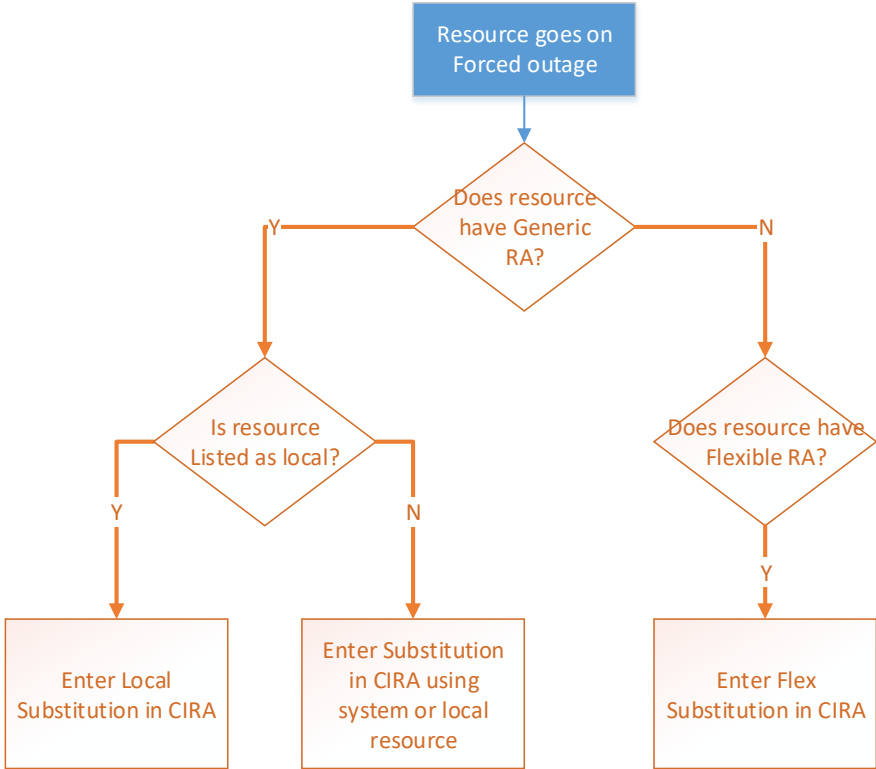 Resource goes on
Forced outage
Does resource
have Generic
RA?
Y
N
Is resource
Listed as local?
Does resource have
Flexible RA?
Y
N
Y
Enter Local
Substitution in CIRA
Enter Substitution
in CIRA using
system or local
resource
Enter Flex
Substitution in CIRA